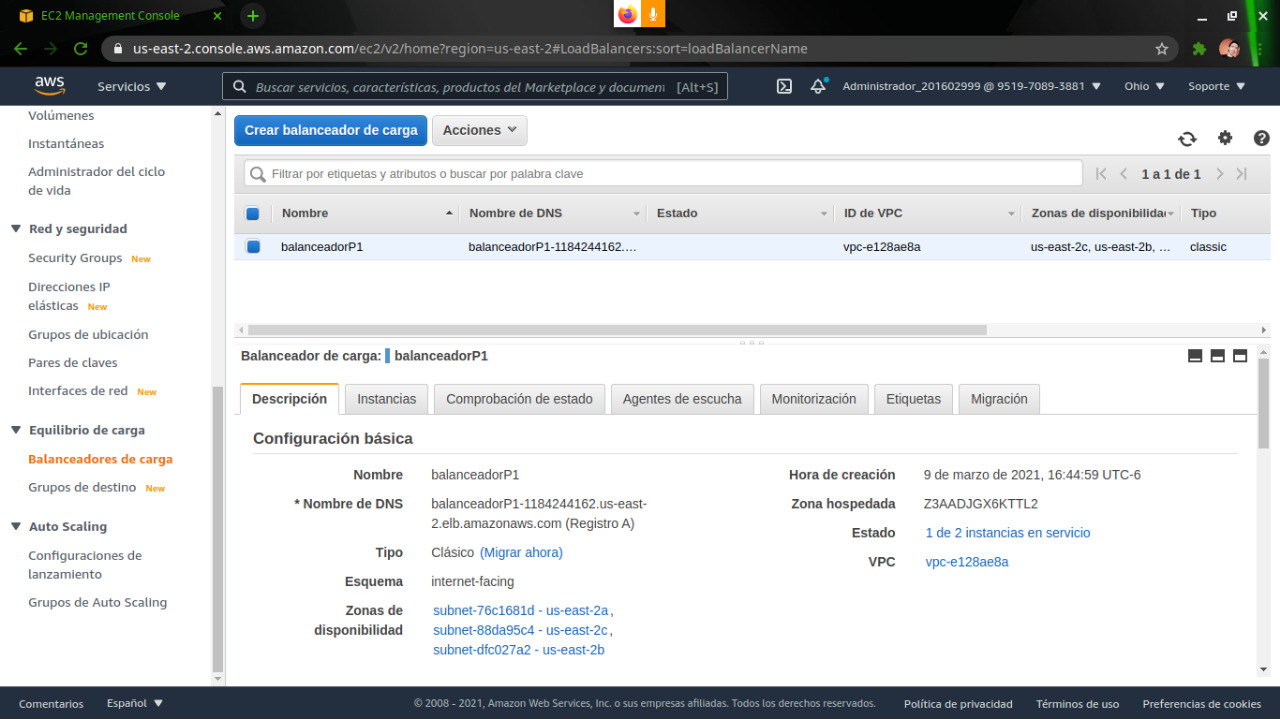 EC2 Management Console
us-east-2.console.aws.amazon.com/ec2/v2/home?region=us-east-2#LoadBalancers:sort=loadBalancerName
aws
Servicios
Buscar servicios, características, productos del Marketplace y documen [Alt+S]
Administrador_201602999 @ 9519-7089-3881
Ohio
Soporte
Volúmenes
Instantáneas
Administrador del ciclo
de vida
Red y seguridad
Security Groups New
Direcciones IP
elásticas New
Grupos de ubicación
Pares de claves
Interfaces de red New
Equilibrio de carga
Balanceadores de carga
Grupos de destino New
Auto Scaling
Configuraciones de
lanzamiento
Grupos de Auto Scaling
Crear balanceador de carga
Acciones
Filtrar por etiquetas y atributos o buscar por palabra clave
1 a 1 de 1
Nombre Nombre de DNS Estado ID de VPC Zonas de disponibilidad Tipo
balanceadorP1 balanceadorP1-1184244162.... vpc-e128ae8a us-east-2c, us-east-2b, ... classic
Balanceador de carga: balanceadorP1
Descripción Instancias Comprobación de estado Agentes de escucha Monitorización Etiquetas Migración
Configuración básica
Nombre balanceadorP1
* Nombre de DNS balanceadorP1-1184244162.us-east-
2.elb.amazonaws.com (Registro A)
Tipo Clásico (Migrar ahora)
Esquema internet-facing
Zonas de subnet-76c1681d - us-east-2a,
disponibilidad subnet-88da95c4 - us-east-2c,
subnet-dfc027a2 - us-east-2b
Hora de creación 9 de marzo de 2021, 16:44:59 UTC-6
Zona hospedada Z3AADJGX6KTTL2
Estado 1 de 2 instancias en servicio
VPC vpc-e128ae8a
Comentarios
Español
© 2008 - 2021, Amazon Web Services, Inc. o sus empresas afiliadas. Todos los derechos reservados.
Política de privacidad
Términos de uso
Preferencias de cookies